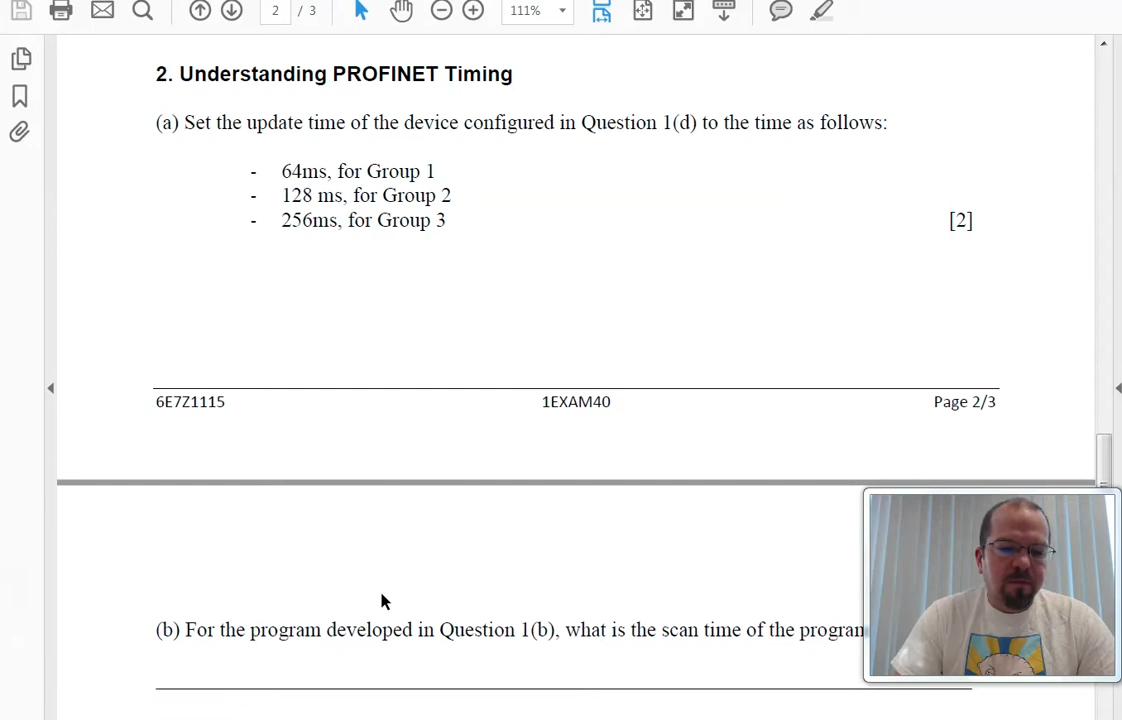 2 / 3 111%
2. Understanding PROFINET Timing
(a) Set the update time of the device configured in Question 1(d) to the time as follows:
- 64ms, for Group 1
- 128 ms, for Group 2
- 256ms, for Group 3 [2]
6E7Z1115 1EXAM40 Page 2/3
(b) For the program developed in Question 1(b), what is the scan time of the program